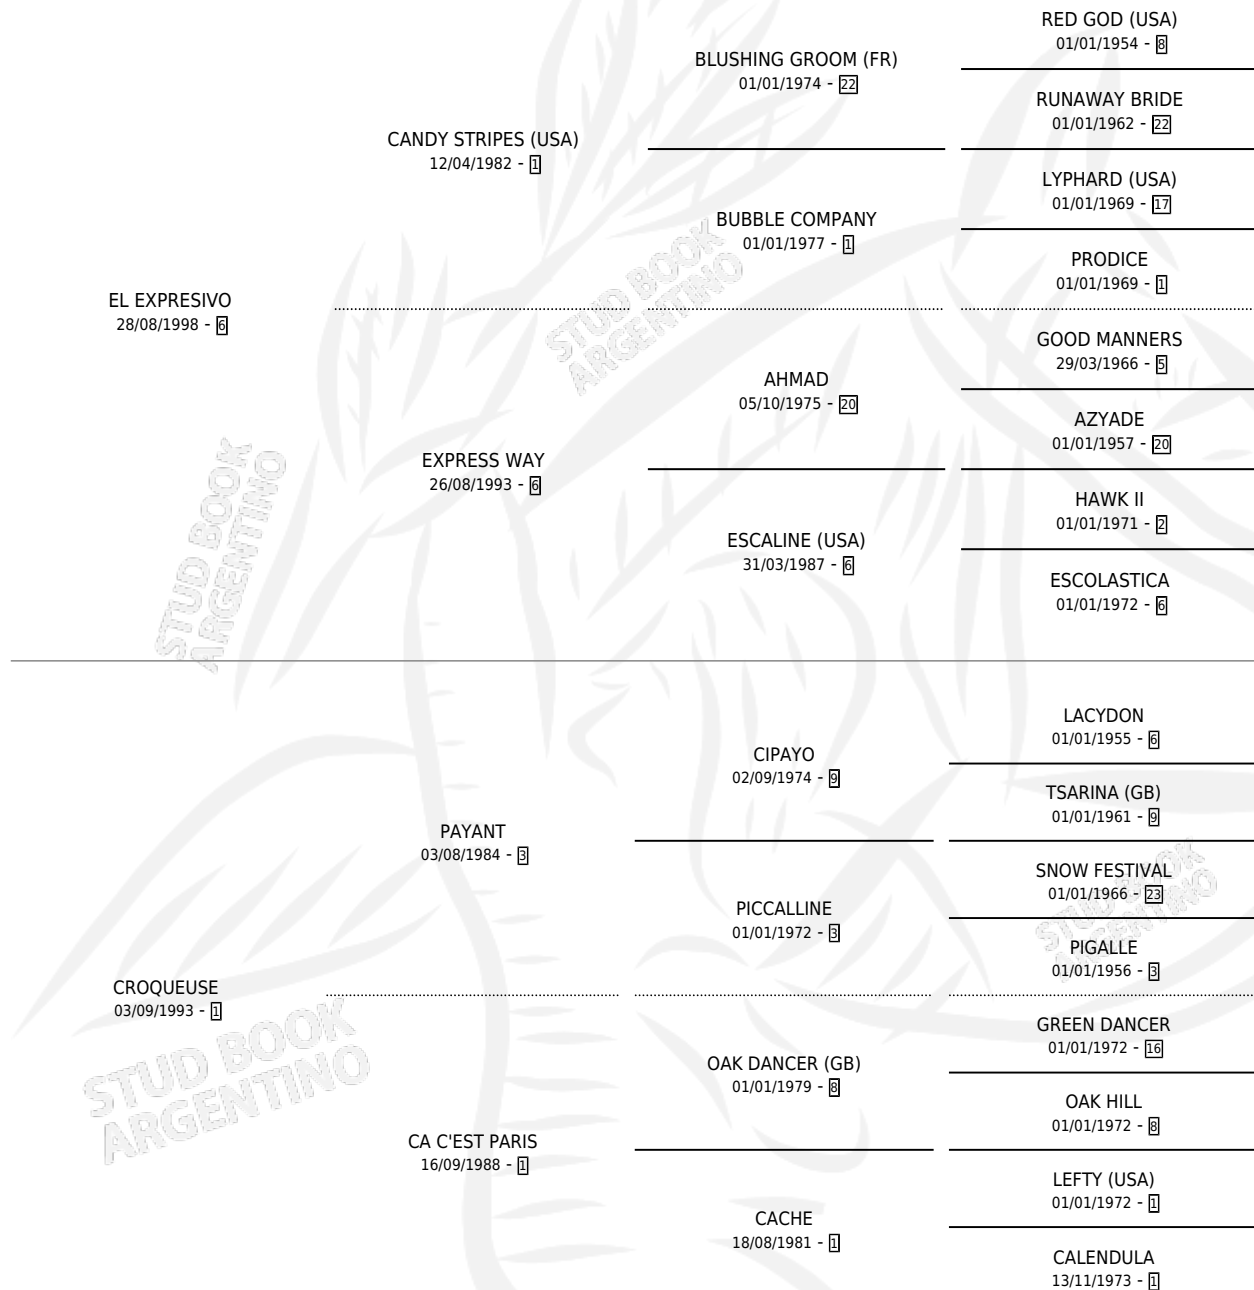 RED GOD (USA)
01/01/1954 - 8
BLUSHING GROOM (FR)
01/01/1974 - 22
RUNAWAY BRIDE
01/01/1962 - 22
CANDY STRIPES (USA)
12/04/1982 - 1
LYPHARD (USA)
01/01/1969 - 17
BUBBLE COMPANY
01/01/1977 - 1
PRODICE
01/01/1969 - 1
EL EXPRESIVO
28/08/1998 - 6
GOOD MANNERS
29/03/1966 - 5
AHMAD
05/10/1975 - 20
AZYADE
01/01/1957 - 20
EXPRESS WAY
26/08/1993 - 6
HAWK II
01/01/1971 - 2
ESCALINE (USA)
31/03/1987 - 6
ESCOLASTICA
01/01/1972 - 6
LACYDON
01/01/1955 - 6
CIPAYO
02/09/1974 - 9
TSARINA (GB)
01/01/1961 - 9
PAYANT
03/08/1984 - 3
SNOW FESTIVAL
01/01/1966 - 23
PICCALLINE
01/01/1972 - 3
PIGALLE
01/01/1956 - 3
CROQUEUSE
03/09/1993 - 1
GREEN DANCER
01/01/1972 - 16
OAK DANCER (GB)
01/01/1979 - 8
OAK HILL
01/01/1972 - 8
CA C'EST PARIS
16/09/1988 - 1
LEFTY (USA)
01/01/1972 - 1
CACHE
18/08/1981 - 1
CALENDULA
13/11/1973 - 1
STUD BOOK
ARGENTINO
STUD BOOK
ARGENTINO
STUD BOOK
ARGENTINO
STUD BOOK
ARGENTINO